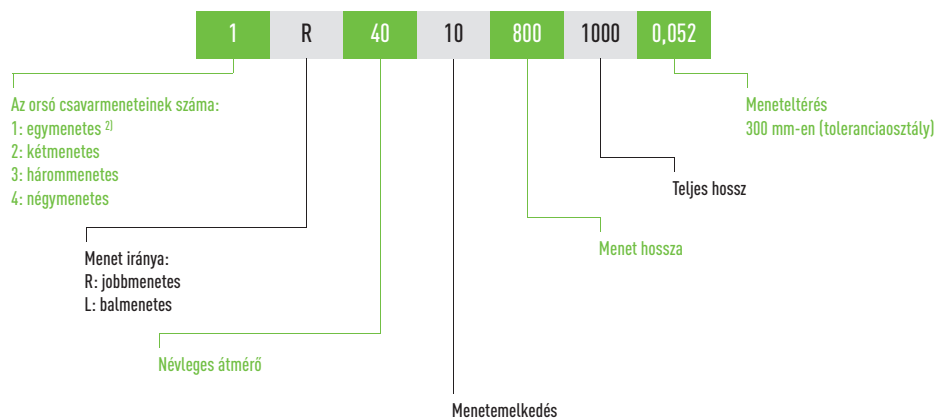 1 R 40 10 800 1000 0,052
Az orsó csavarmeneteinek száma:
1: egymenetes 2)
2: kétmenetes
3: hárommenetes
4: négymenetes
Meneteltérés
300 mm-en (toleranciaosztály)
Teljes hossz
Menet hossza
Menet iránya:
R: jobbmenetes
L: balmenetes
Névleges átmérő
Menetemelkedés